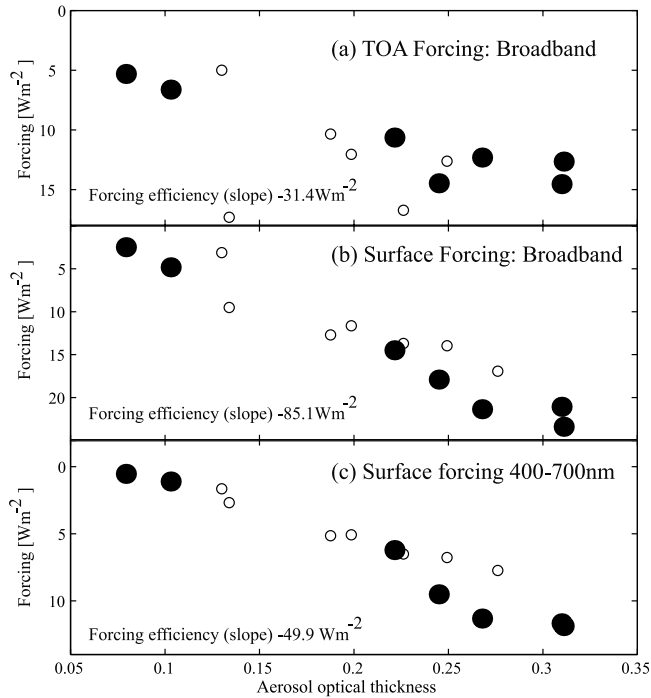 0
5
10
15
Forcing [Wm-2 ]
(a) TOA Forcing: Broadband
Forcing efficiency (slope) -31.4Wm-2
5
10
15
20
Forcing [Wm-2 ]
(b) Surface Forcing: Broadband
Forcing efficiency (slope) -85.1Wm-2
0
5
10
Forcing [Wm-2 ]
(c) Surface forcing 400-700nm
Forcing efficiency (slope) -49.9 Wm-2
0.05 0.1 0.15 0.2 0.25 0.3 0.35
Aerosol optical thickness